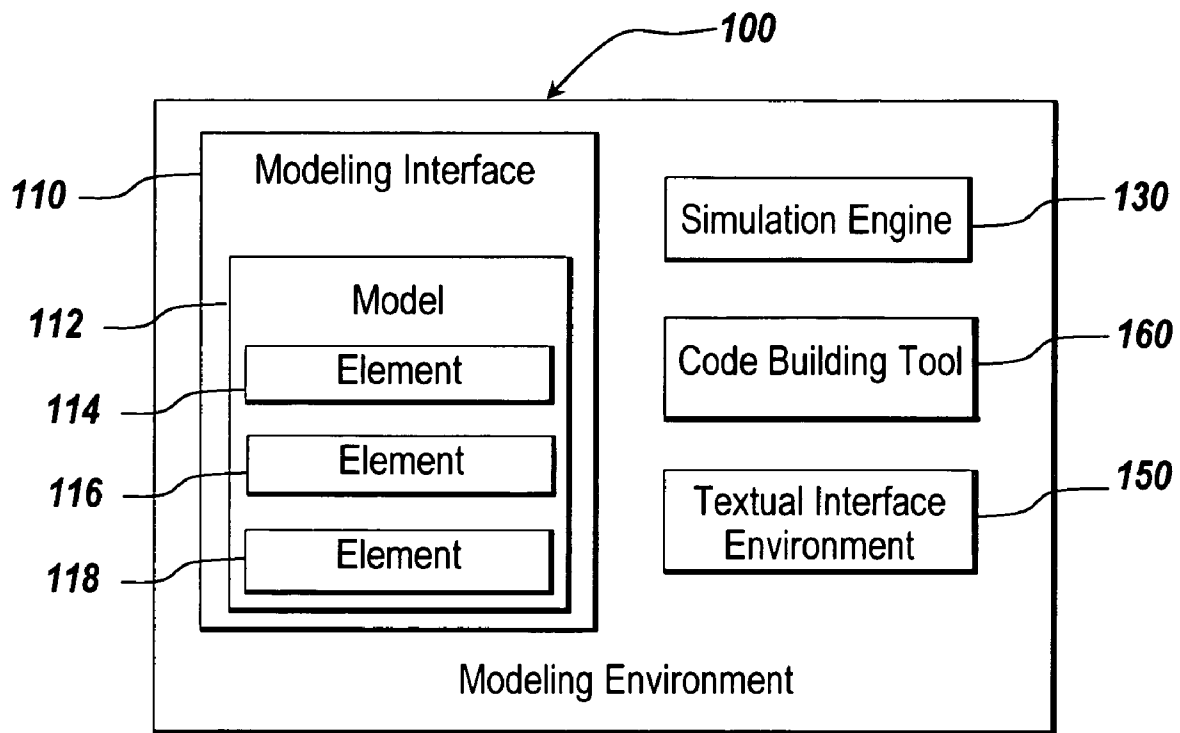 100
110
Modeling Interface
112
Model
114
Element
116
Element
118
Element
Simulation Engine
130
Code Building Tool
160
Textual Interface
Environment
150
Modeling Environment